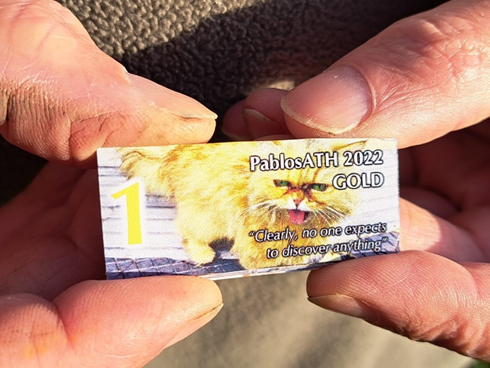 PablosATH 2022
GOLD
1
"Clearly, no one expects
to discover anything"